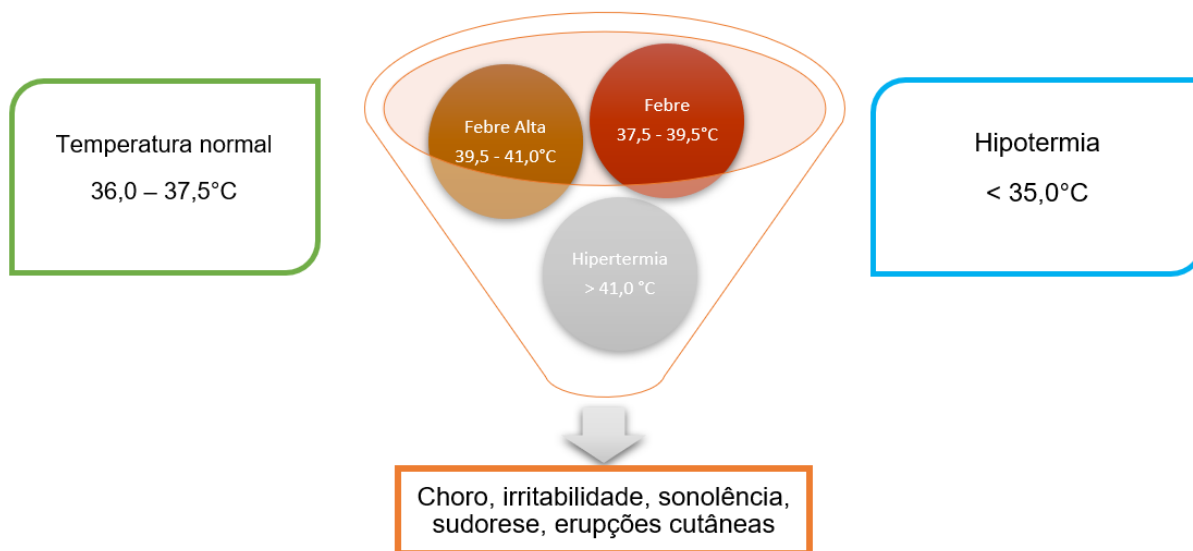 Temperatura normal
36,0 – 37,5°C
Febre Alta
39,5 - 41,0°C
Febre
37,5 - 39,5°C
Hipertermia
> 41,0 °C
Hipotermia
< 35,0°C
Choro, irritabilidade, sonolência,
sudorese, erupções cutâneas